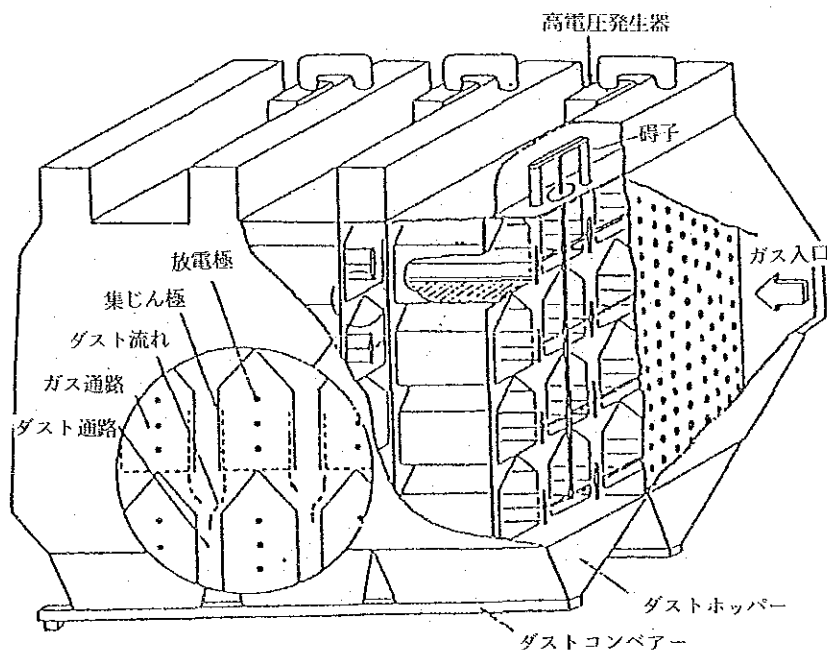 高電圧発生器
碍子
ガス入口
放電極
集じん極
ダスト流れ
ガス通路
ダスト通路
ダストホッパー
ダストコンベアー